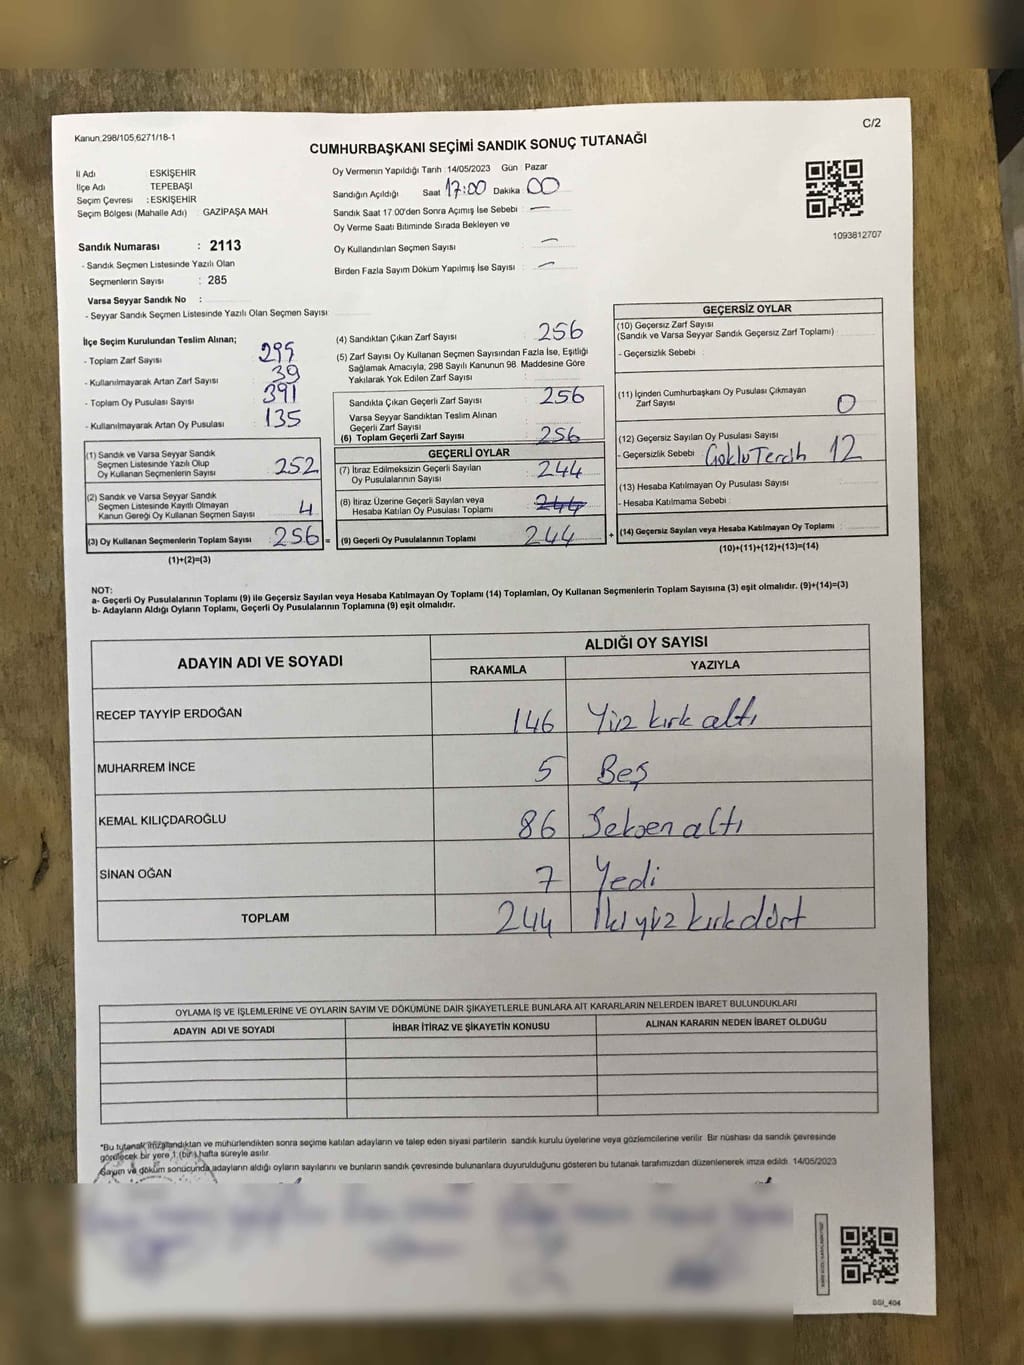 Kanun 298/105,6271/18-1
C/2
CUMHURBAŞKANI SEÇİMİ SANDIK SONUÇ TUTANAĞI
İl Adı ESKİŞEHİR
İlçe Adı TEPEBAŞI
Seçim Çevresi : ESKİŞEHİR
Seçim Bölgesi (Mahalle Adı) : GAZİPAŞA MAH
Sandık Numarası : 2113
- Sandık Seçmen Listesinde Yazılı Olan
Seçmenlerin Sayısı : 285
Varsa Seyyar Sandık No :
- Seyyar Sandık Seçmen Listesinde Yazılı Olan Seçmen Sayısı
Oy Vermenin Yapıldığı Tarih : 14/05/2023 Gün : Pazar
Sandığın Açıldığı Saat 17:00 Dakika 00
Sandık Saat 17.00'den Sonra Açımış İse Sebebi : —
Oy Verme Saati Bitiminde Sırada Bekleyen ve
Oy Kullandırılan Seçmen Sayısı —
Birden Fazla Sayım Döküm Yapılmış İse Sayısı : —
1093812707
İlçe Seçim Kurulundan Teslim Alınan;
- Toplam Zarf Sayısı 295
- Kullanılmayarak Artan Zarf Sayısı 39
- Toplam Oy Pusulası Sayısı 391
- Kullanılmayarak Artan Oy Pusulası 135
(1) Sandık ve Varsa Seyyar Sandık
Seçmen Listesinde Yazılı Olup
Oy Kullanan Seçmenlerin Sayısı 252
(2) Sandık ve Varsa Seyyar Sandık
Seçmen Listesinde Kayıtlı Olmayan
Kanun Gereği Oy Kullanan Seçmen Sayısı 4
(3) Oy Kullanan Seçmenlerin Toplam Sayısı 256 =
(1)+(2)=(3)
(4) Sandıktan Çıkan Zarf Sayısı 256
(5) Zarf Sayısı Oy Kullanan Seçmen Sayısından Fazla İse, Eşitliği
Sağlamak Amacıyla, 298 Sayılı Kanunun 98. Maddesine Göre
Yakılarak Yok Edilen Zarf Sayısı
Sandıkta Çıkan Geçerli Zarf Sayısı 256
Varsa Seyyar Sandıktan Teslim Alınan
Geçerli Zarf Sayısı
(6) Toplam Geçerli Zarf Sayısı 256
GEÇERLİ OYLAR
(7) İtiraz Edilmeksizin Geçerli Sayılan
Oy Pusulalarının Sayısı 244
(8) İtiraz Üzerine Geçerli Sayılan veya
Hesaba Katılan Oy Pusulası Toplamı 244
(9) Geçerli Oy Pusulalarının Toplamı 244 +
GEÇERSİZ OYLAR
(10) Geçersiz Zarf Sayısı
(Sandık ve Varsa Seyyar Sandık Geçersiz Zarf Toplamı)
- Geçersizlik Sebebi :
(11) İçinden Cumhurbaşkanı Oy Pusulası Çıkmayan
Zarf Sayısı 0
(12) Geçersiz Sayılan Oy Pusulası Sayısı
- Geçersizlik Sebebi Çoklu Tercih 12
(13) Hesaba Katılmayan Oy Pusulası Sayısı
- Hesaba Katılmama Sebebi :
(14) Geçersiz Sayılan veya Hesaba Katılmayan Oy Toplamı
(10)+(11)+(12)+(13)=(14)
NOT:
a- Geçerli Oy Pusulalarının Toplamı (9) ile Geçersiz Sayılan veya Hesaba Katılmayan Oy Toplamı (14) Toplamları, Oy Kullanan Seçmenlerin Toplam Sayısına (3) eşit olmalıdır. (9)+(14)=(3)
b- Adayların Aldığı Oyların Toplamı, Geçerli Oy Pusulalarının Toplamına (9) eşit olmalıdır.
ADAYIN ADI VE SOYADI ALDIĞI OY SAYISI
RAKAMLA YAZIYLA
RECEP TAYYİP ERDOĞAN 146 Yüz kırk altı
MUHARREM İNCE 5 Beş
KEMAL KILIÇDAROĞLU 86 Seksen altı
SİNAN OĞAN 7 Yedi
TOPLAM 244 İki yüz kırk dört
OYLAMA İŞ VE İŞLEMLERİNE VE OYLARIN SAYIM VE DÖKÜMÜNE DAİR ŞİKAYETLERLE BUNLARA AİT KARARLARIN NELERDEN İBARET BULUNDUKLARI
ADAYIN ADI VE SOYADI İHBAR İTİRAZ VE ŞİKAYETİN KONUSU ALINAN KARARIN NEDEN İBARET OLDUĞU
*Bu tutanak imzalandıktan ve mühürlendikten sonra seçime katılan adayların ve talep eden siyasi partilerin sandık kurulu üyelerine veya gözlemcilerine verilir. Bir nüshası da sandık çevresinde
görülecek bir yere 1 (bir) hafta süreyle asılır.
Sayım ve döküm sonucunda adayların aldığı oyların sayılarını ve bunların sandık çevresinde bulunanlara duyurulduğunu gösteren bu tutanak tarafımızdan düzenlenerek imza edildi. 14/05/2023
BSI_404